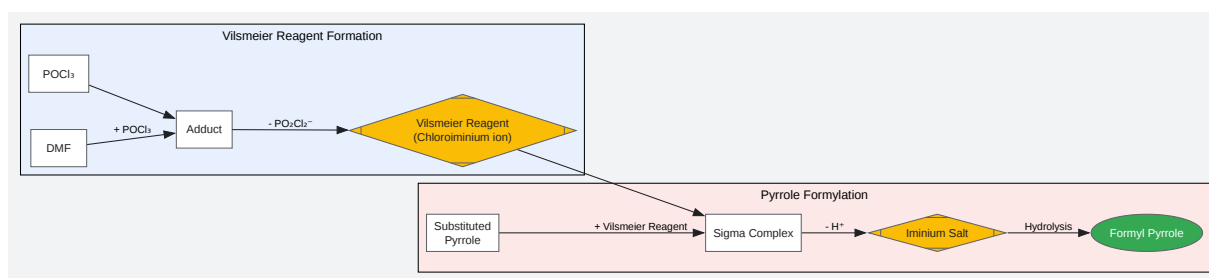 Vilsmeier Reagent Formation
POCl₃
+ POCl₃
DMF
Adduct
- PO₂Cl₂⁻
Vilsmeier Reagent
(Chloroiminium ion)
Pyrrole Formylation
Substituted
Pyrrole
+ Vilsmeier Reagent
Sigma Complex
- H⁺
Iminium Salt
Hydrolysis
Formyl Pyrrole